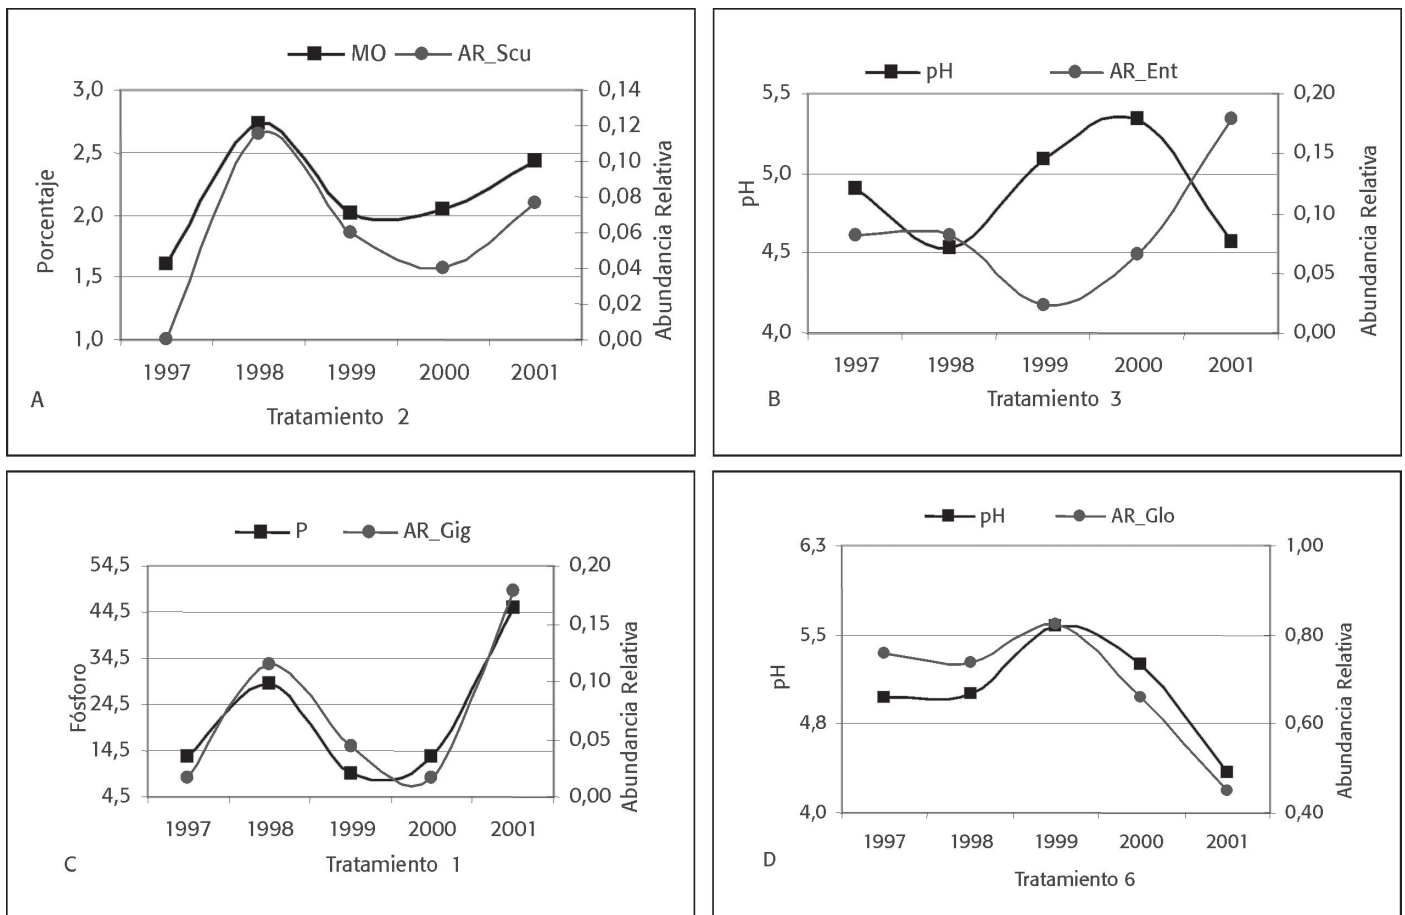 MO AR_Scu
Porcentaje
3,0
2,5
2,0
1,5
1,0
0,14
0,12
0,10
0,08
0,06
0,04
0,02
0,00
Abundancia Relativa
1997 1998 1999 2000 2001
A
Tratamiento 2
pH AR_Ent
pH
5,5
5,0
4,5
4,0
0,20
0,15
0,10
0,05
0,00
Abundancia Relativa
1997 1998 1999 2000 2001
B
Tratamiento 3
P AR_Gig
Fósforo
54,5
44,5
34,5
24,5
14,5
4,5
0,20
0,15
0,10
0,05
0,00
Abundancia Relativa
1997 1998 1999 2000 2001
C
Tratamiento 1
pH AR_Glo
pH
6,3
5,5
4,8
4,0
1,00
0,80
0,60
0,40
Abundancia Relativa
1997 1998 1999 2000 2001
D
Tratamiento 6